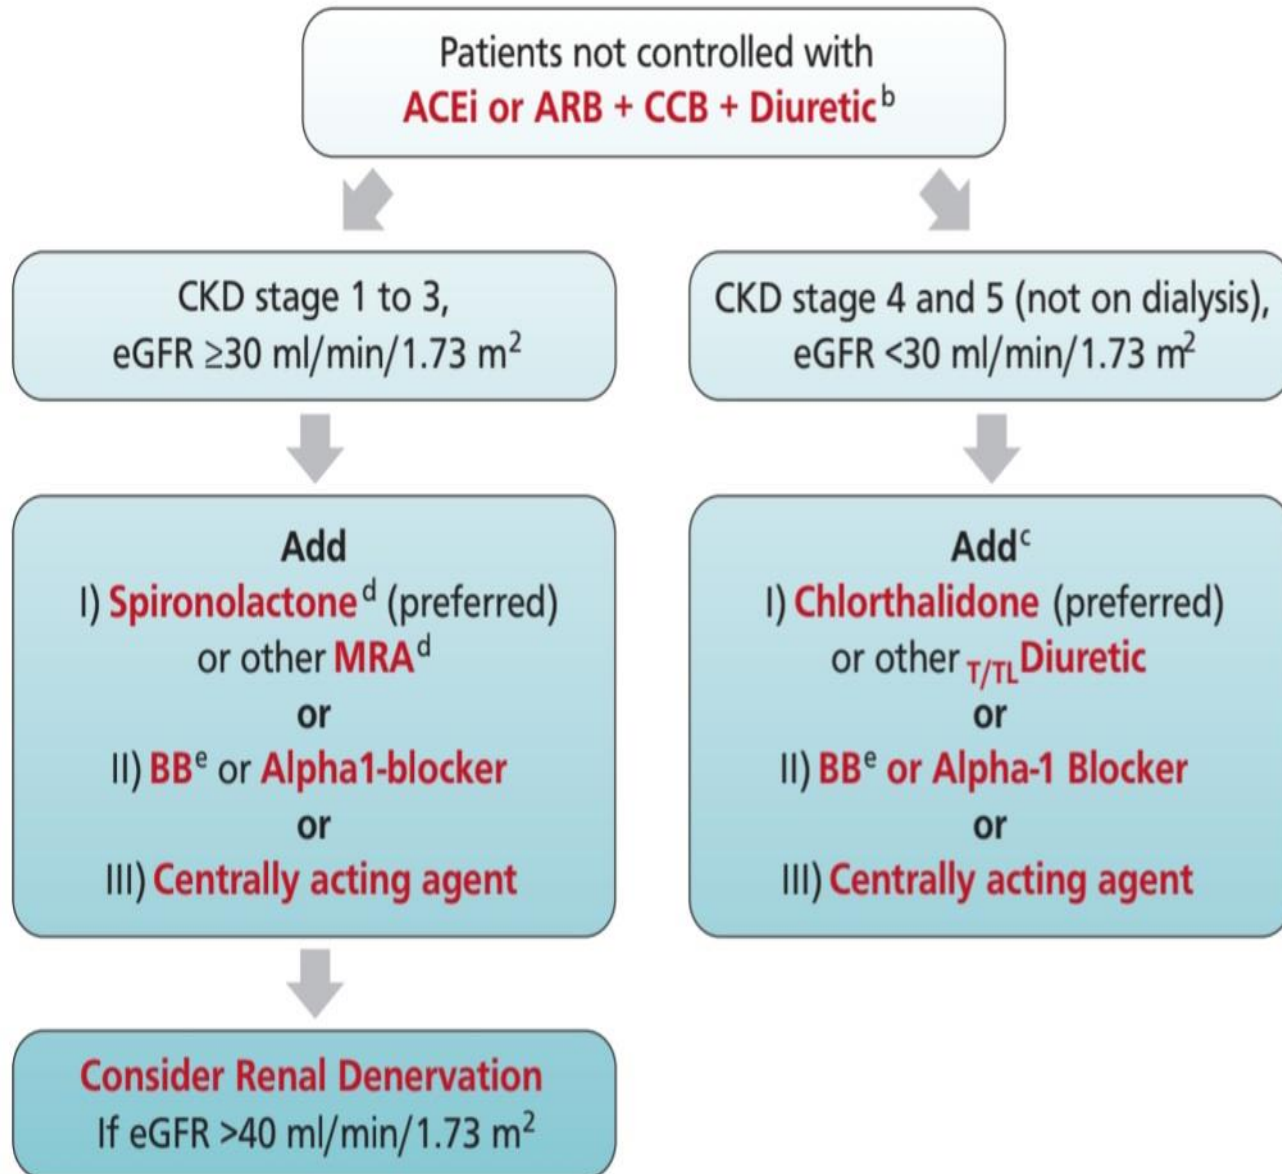 Patients not controlled with
ACEi or ARB + CCB + Diuretic b
CKD stage 1 to 3,
eGFR ≥30 ml/min/1.73 m2
Add
I) Spironolactone d (preferred)
or other MRA d
or
II) BB e or Alpha1-blocker
or
III) Centrally acting agent
Consider Renal Denervation
If eGFR >40 ml/min/1.73 m2
CKD stage 4 and 5 (not on dialysis),
eGFR <30 ml/min/1.73 m2
Add c
I) Chlorthalidone (preferred)
or other T/TL Diuretic
or
II) BB e or Alpha-1 Blocker
or
III) Centrally acting agent